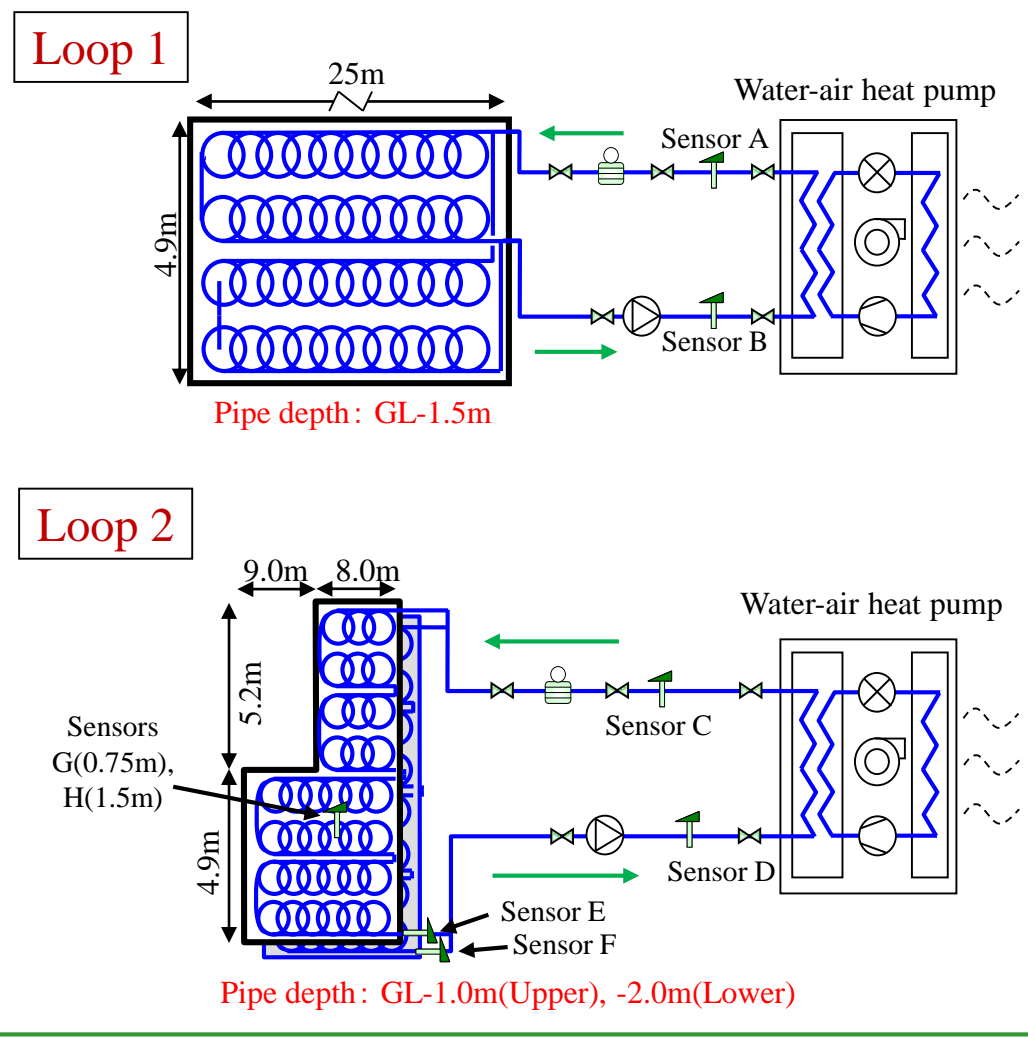 Loop 1
25m
Water-air heat pump
Sensor A
4.9m
Sensor B
Pipe depth : GL-1.5m
Loop 2
9.0m
8.0m
Water-air heat pump
5.2m
Sensor C
Sensors
G(0.75m),
H(1.5m)
4.9m
Sensor D
Sensor E
Sensor F
Pipe depth : GL-1.0m(Upper), -2.0m(Lower)